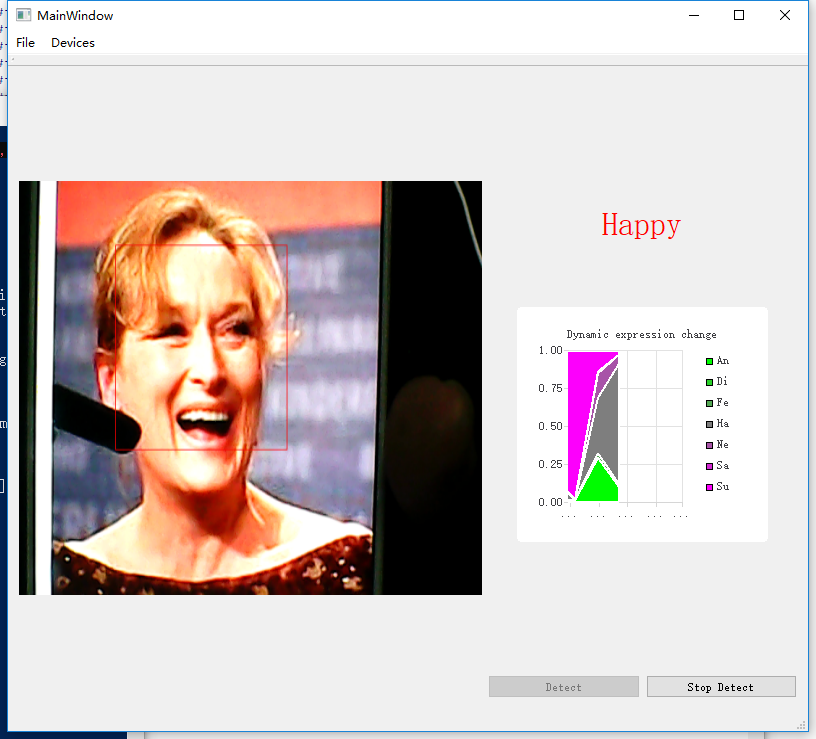 MainWindow
File Devices
Happy
Dynamic expression change
1.00
0.75
0.50
0.25
0.00
... ... ... ... ...
An
Di
Fe
Ha
Ne
Sa
Su
Detect
Stop Detect